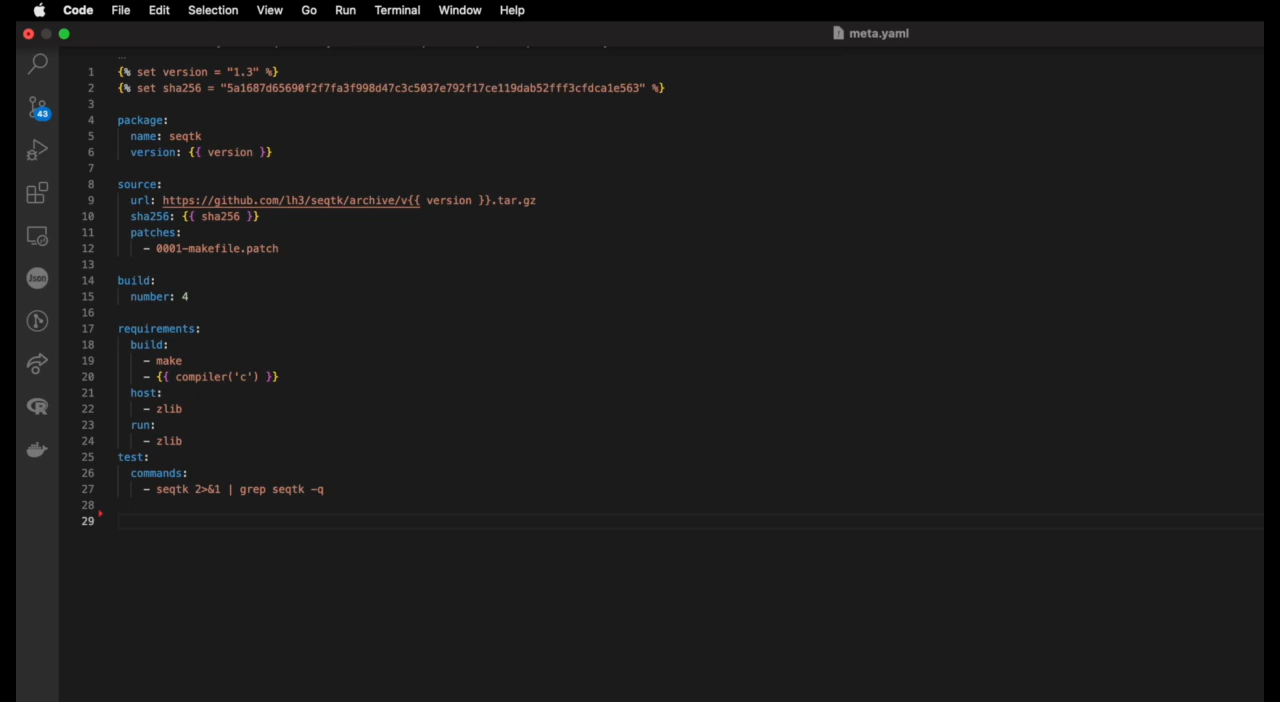 Code File Edit Selection View Go Run Terminal Window Help
meta.yaml
43
Json
R
...
1 {% set version = "1.3" %}
2 {% set sha256 = "5a1687d65690f2f7fa3f998d47c3c5037e792f17ce119dab52fff3cfdca1e563" %}
3
4 package:
5 name: seqtk
6 version: {{ version }}
7
8 source:
9 url: https://github.com/lh3/seqtk/archive/v{{ version }}.tar.gz
10 sha256: {{ sha256 }}
11 patches:
12 - 0001-makefile.patch
13
14 build:
15 number: 4
16
17 requirements:
18 build:
19 - make
20 - {{ compiler('c') }}
21 host:
22 - zlib
23 run:
24 - zlib
25 test:
26 commands:
27 - seqtk 2>&1 | grep seqtk -q
28
29